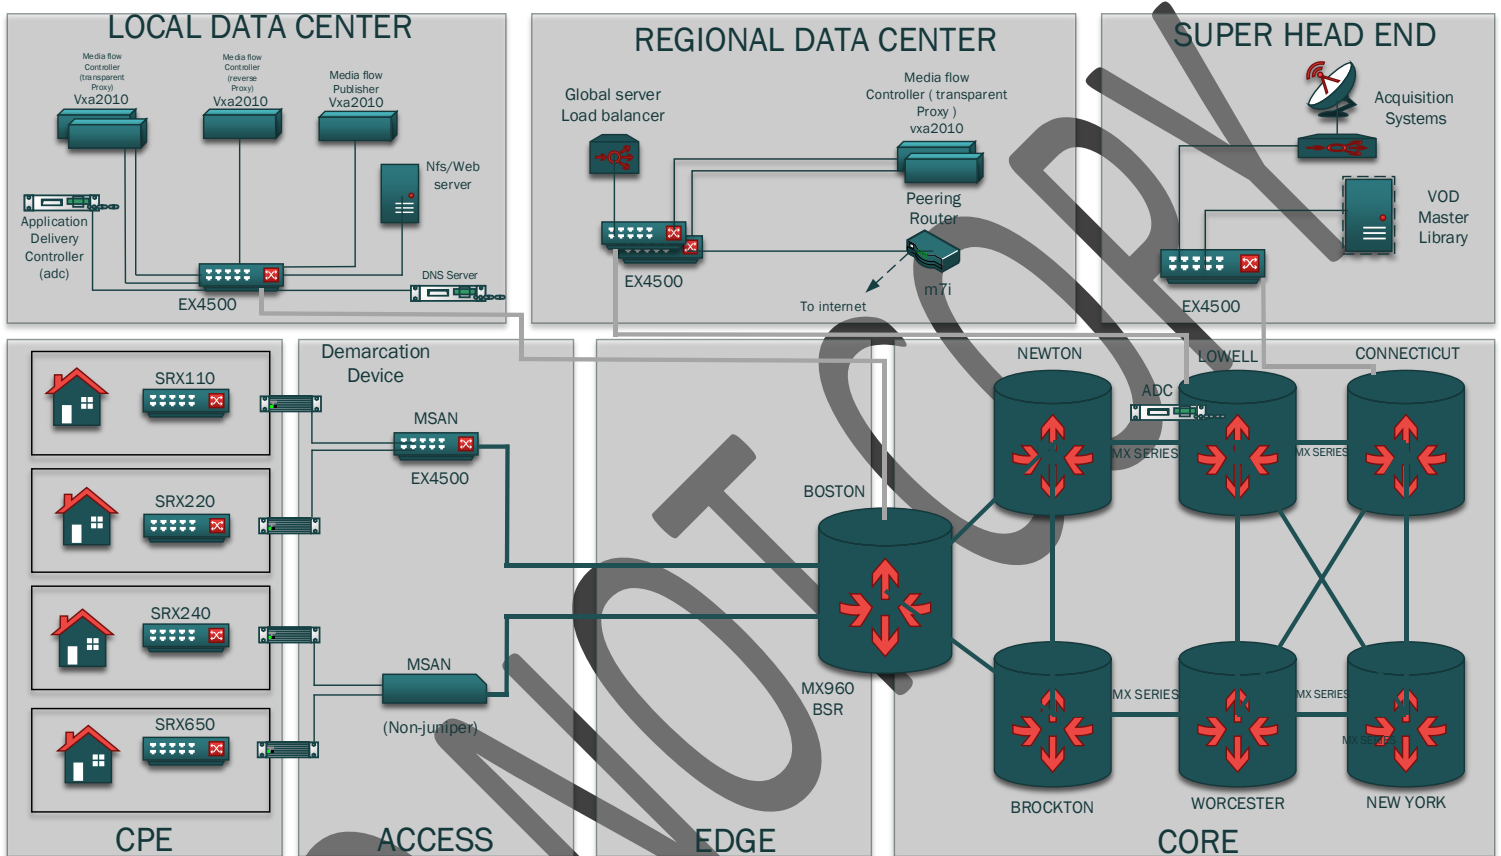 LOCAL DATA CENTER
Media flow
Controller
(transparent
Proxy)
Vxa2010
Media flow
Controller
(reverse
Proxy)
Vxa2010
Media flow
Publisher
Vxa2010
Nfs/Web
server
Application
Delivery
Controller
(adc)
DNS Server
EX4500
REGIONAL DATA CENTER
Global server
Load balancer
Media flow
Controller ( transparent
Proxy )
vxa2010
Peering
Router
EX4500
m7i
To internet
SUPER HEAD END
Acquisition
Systems
VOD
Master
Library
EX4500
SRX110
SRX220
SRX240
SRX650
CPE
Demarcation
Device
MSAN
EX4500
MSAN
(Non-juniper)
ACCESS
BOSTON
MX960
BSR
EDGE
NEWTON
LOWELL
CONNECTICUT
ADC
MX SERIES
MX SERIES
MX SERIES
MX SERIES
MX SERIES
BROCKTON
WORCESTER
NEW YORK
CORE
NOT COPY